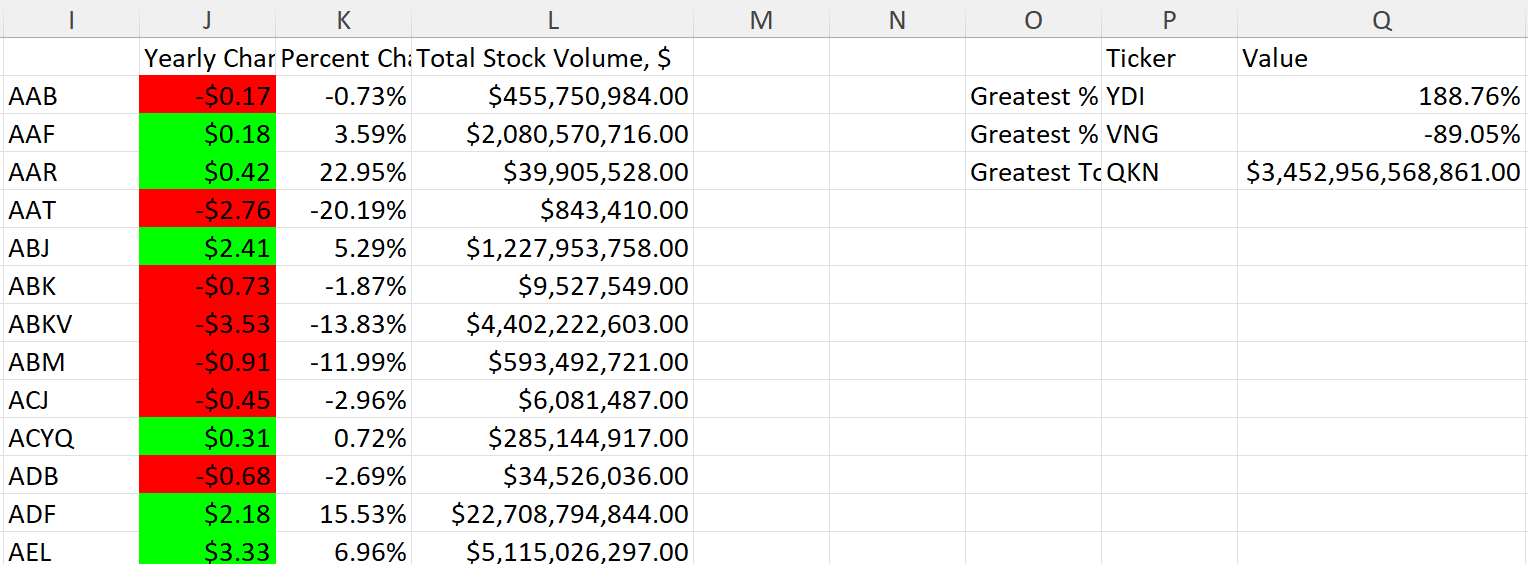 I J K L M N O P Q
Yearly Char Percent Cha Total Stock Volume, $ Ticker Value
AAB -$0.17 -0.73% $455,750,984.00 Greatest % YDI 188.76%
AAF $0.18 3.59% $2,080,570,716.00 Greatest % VNG -89.05%
AAR $0.42 22.95% $39,905,528.00 Greatest To QKN $3,452,956,568,861.00
AAT -$2.76 -20.19% $843,410.00
ABJ $2.41 5.29% $1,227,953,758.00
ABK -$0.73 -1.87% $9,527,549.00
ABKV -$3.53 -13.83% $4,402,222,603.00
ABM -$0.91 -11.99% $593,492,721.00
ACJ -$0.45 -2.96% $6,081,487.00
ACYQ $0.31 0.72% $285,144,917.00
ADB -$0.68 -2.69% $34,526,036.00
ADF $2.18 15.53% $22,708,794,844.00
AEL $3.33 6.96% $5,115,026,297.00